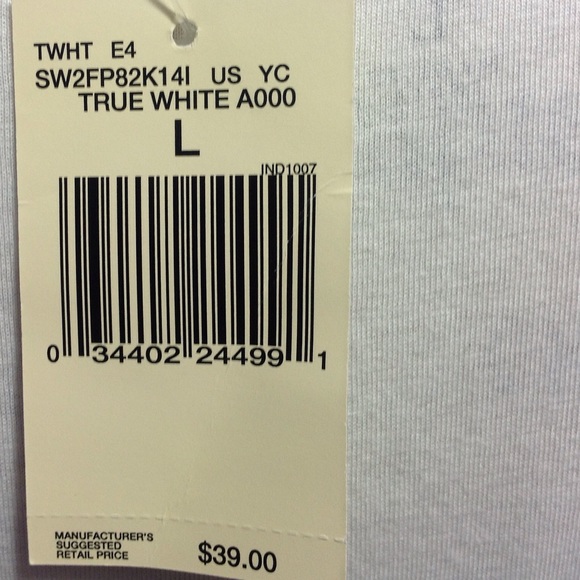 TWHT E4
SW2FP82K14I US YC
TRUE WHITE A000
L
IND1007
0 34402 24499 1
MANUFACTURER'S
SUGGESTED
RETAIL PRICE
$39.00